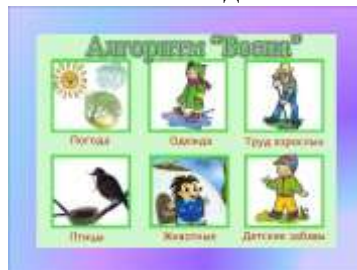 Алгоритм "Весна"
Погода Одежда Труд взрослых
Птицы Животные Детские забавы